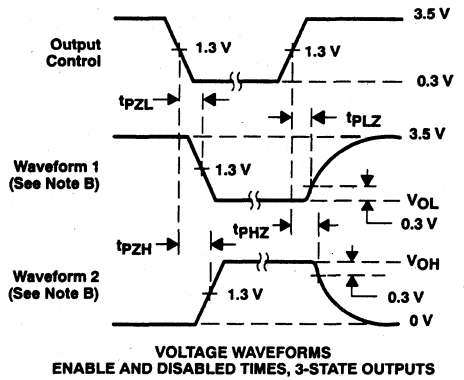 3.5 V
Output
Control
1.3 V
1.3 V
0.3 V
tPZL
tPLZ
3.5 V
Waveform 1
(See Note B)
1.3 V
VOL
0.3 V
tPZH
tPHZ
VOH
Waveform 2
(See Note B)
1.3 V
0.3 V
0 V
VOLTAGE WAVEFORMS
ENABLE AND DISABLED TIMES, 3-STATE OUTPUTS